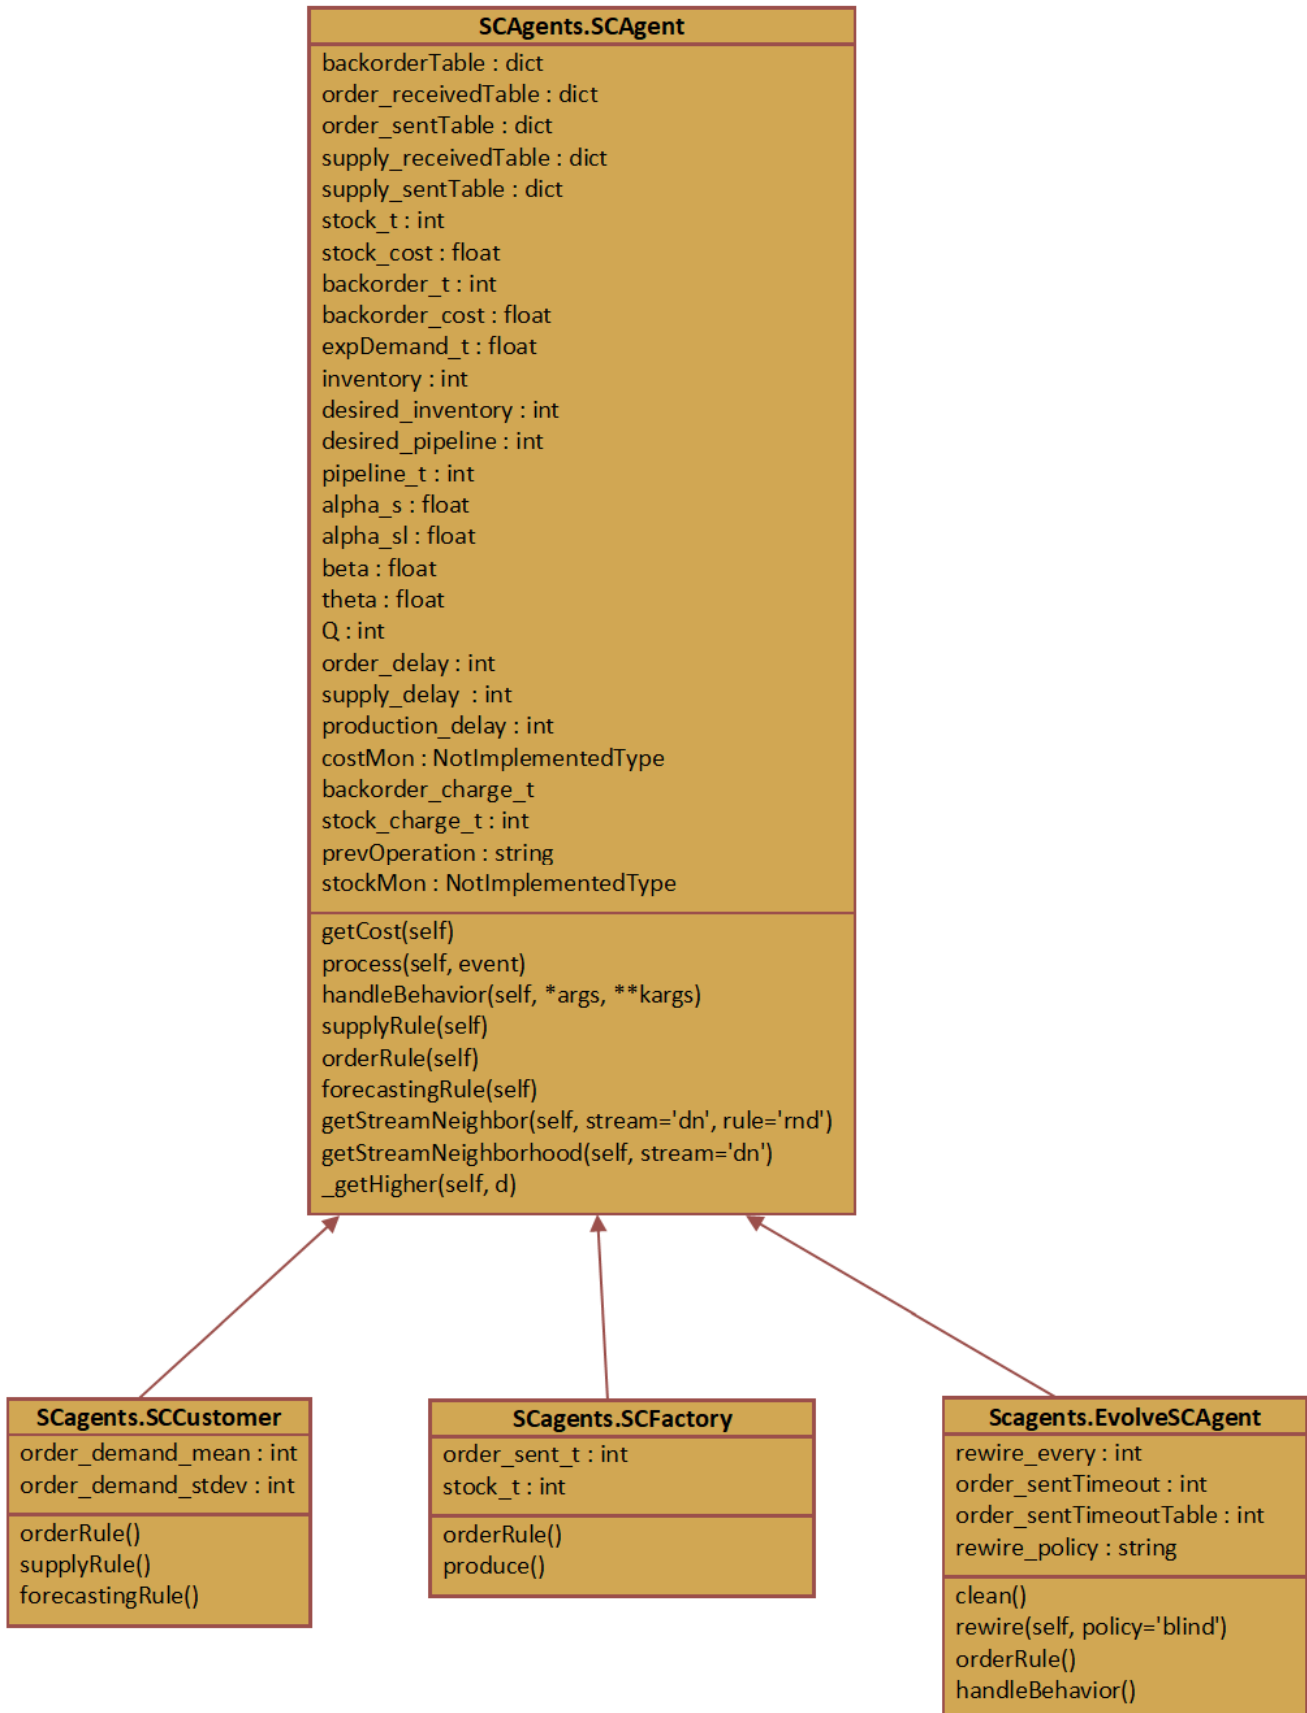 SCAgents.SCAgent
backorderTable : dict
order_receivedTable : dict
order_sentTable : dict
supply_receivedTable : dict
supply_sentTable : dict
stock_t : int
stock_cost : float
backorder_t : int
backorder_cost : float
expDemand_t : float
inventory : int
desired_inventory : int
desired_pipeline : int
pipeline_t : int
alpha_s : float
alpha_sl : float
beta : float
theta : float
Q : int
order_delay : int
supply_delay : int
production_delay : int
costMon : NotImplementedType
backorder_charge_t
stock_charge_t : int
prevOperation : string
stockMon : NotImplementedType
getCost(self)
process(self, event)
handleBehavior(self, *args, **kargs)
supplyRule(self)
orderRule(self)
forecastingRule(self)
getStreamNeighbor(self, stream='dn', rule='rnd')
getStreamNeighborhood(self, stream='dn')
_getHigher(self, d)
SCagents.SCCustomer
order_demand_mean : int
order_demand_stdev : int
orderRule()
supplyRule()
forecastingRule()
SCagents.SCFactory
order_sent_t : int
stock_t : int
orderRule()
produce()
Scagents.EvolveSCAgent
rewire_every : int
order_sentTimeout : int
order_sentTimeoutTable : int
rewire_policy : string
clean()
rewire(self, policy='blind')
orderRule()
handleBehavior()